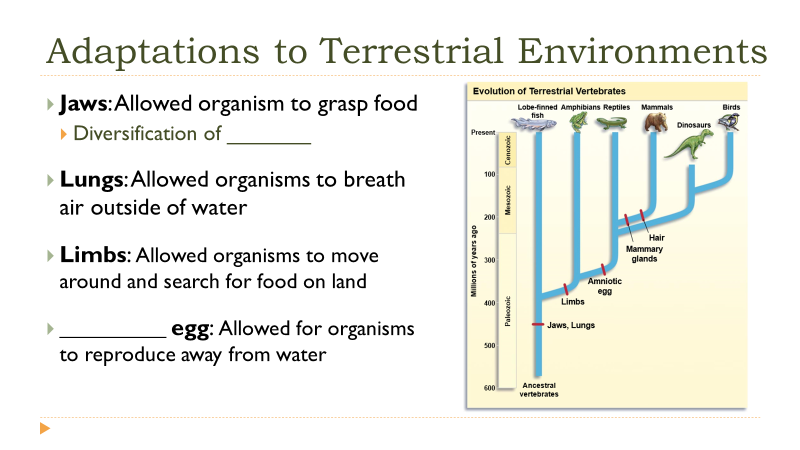 Adaptations to Terrestrial Environments
Jaws: Allowed organism to grasp food
Diversification of ________
Lungs: Allowed organisms to breath
air outside of water
Limbs: Allowed organisms to move
around and search for food on land
__________ egg: Allowed for organisms
to reproduce away from water
Evolution of Terrestrial Vertebrates
Lobe-finned
fish
Amphibians
Reptiles
Mammals
Birds
Dinosaurs
Present
100
200
300
400
500
600
Millions of years ago
Cenozoic
Mesozoic
Paleozoic
Hair
Mammary
glands
Amniotic
egg
Limbs
Jaws, Lungs
Ancestral
vertebrates